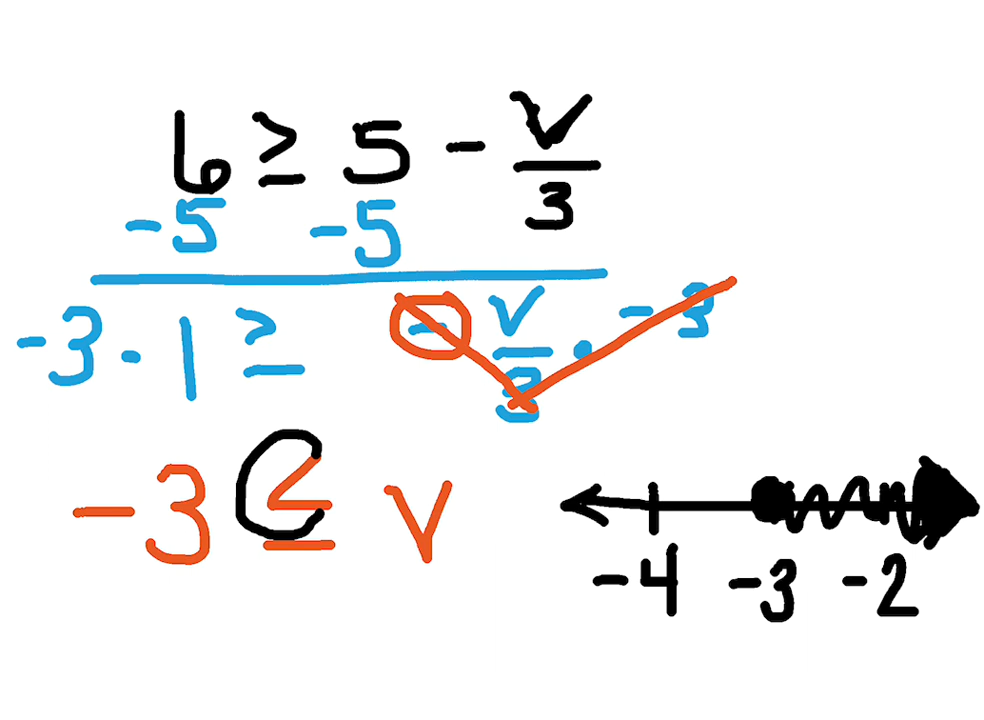 6 ≥ 5 - v/3
-5 -5
-3 · 1 ≥ - v/3 · -3
-3 ≤ v
-4 -3 -2